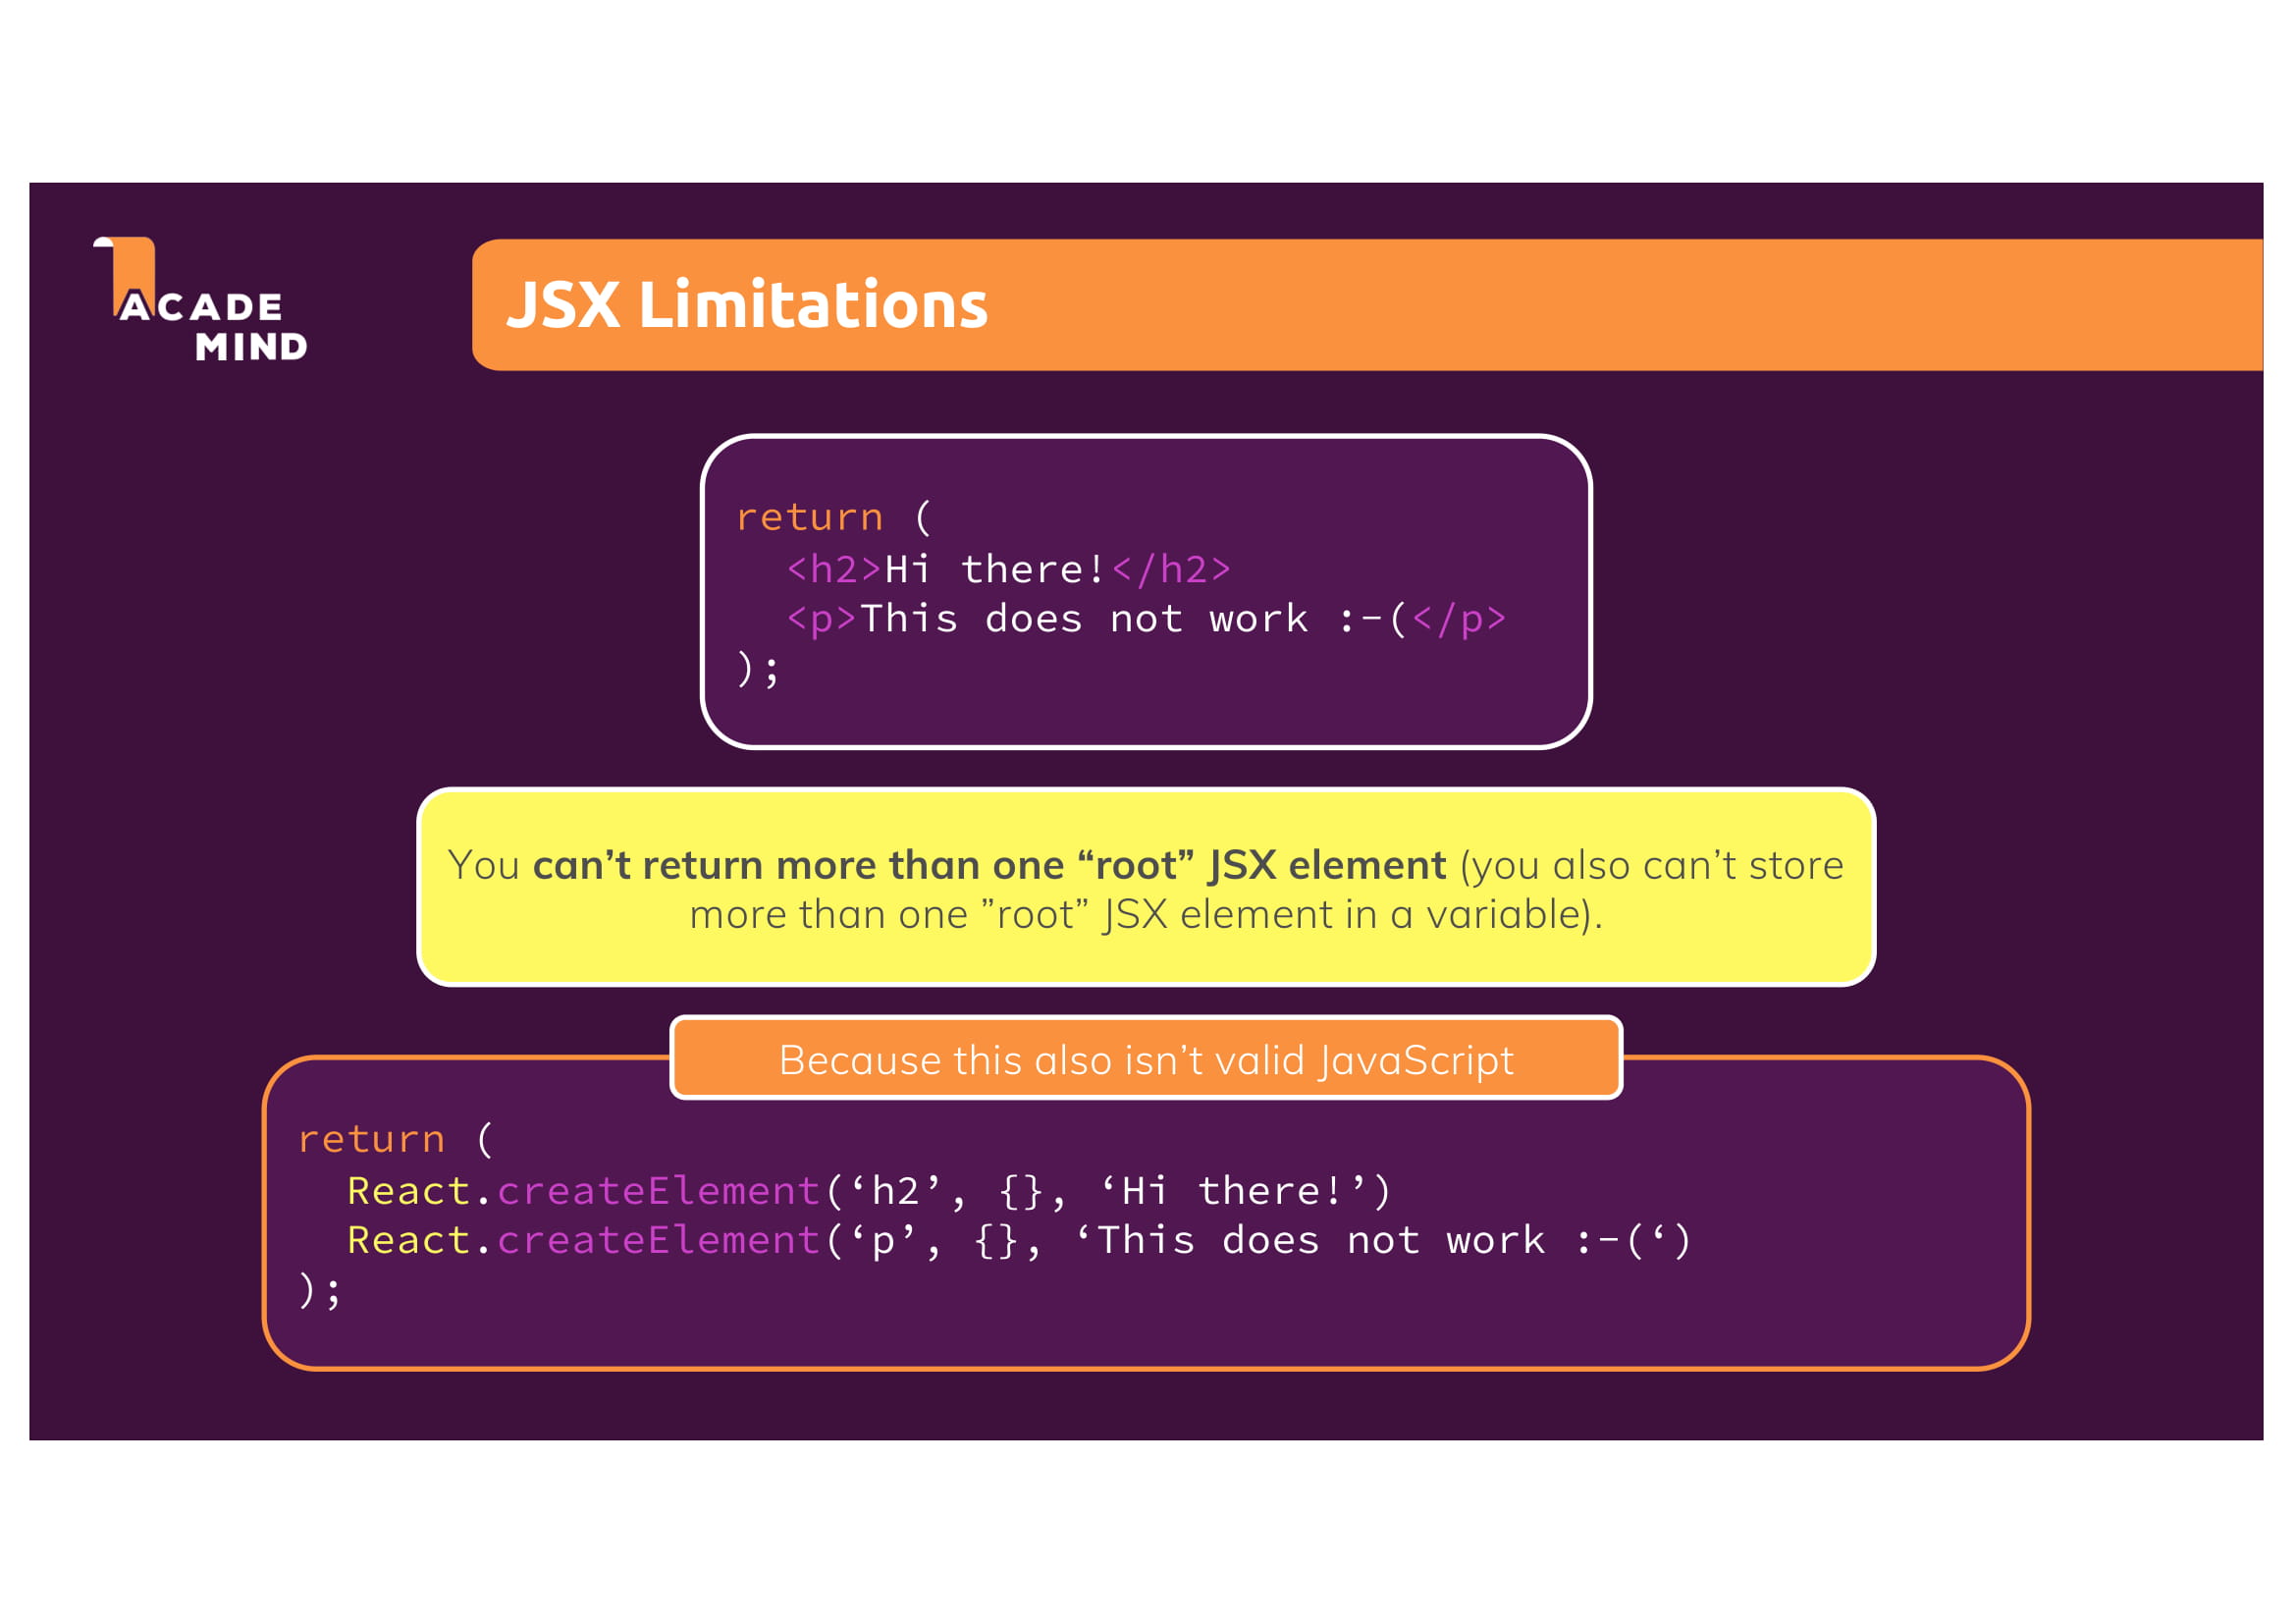 ACADE
MIND
JSX Limitations
return (
  <h2>Hi there!</h2>
  <p>This does not work :-(</p>
);
You can’t return more than one “root” JSX element (you also can’t store
more than one ”root” JSX element in a variable).
Because this also isn’t valid JavaScript
return (
  React.createElement(‘h2’, {}, ‘Hi there!’)
  React.createElement(‘p’, {}, ‘This does not work :-(‘)
);